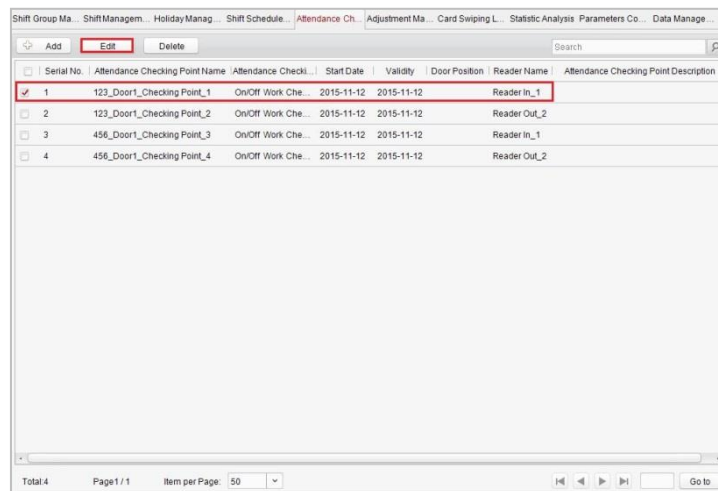 Shift Group Ma... Shift Managem... Holiday Manag... Shift Schedule... Attendance Ch... Adjustment Ma... Card Swiping L... Statistic Analysis Parameters Co... Data Manage...
Add Edit Delete Search
Serial No. Attendance Checking Point Name Attendance Checki... Start Date Validity Door Position Reader Name Attendance Checking Point Description
1 123_Door1_Checking Point_1 On/Off Work Che... 2015-11-12 2015-11-12 Reader In_1
2 123_Door1_Checking Point_2 On/Off Work Che... 2015-11-12 2015-11-12 Reader Out_2
3 456_Door1_Checking Point_3 On/Off Work Che... 2015-11-12 2015-11-12 Reader In_1
4 456_Door1_Checking Point_4 On/Off Work Che... 2015-11-12 2015-11-12 Reader Out_2
Total:4 Page1/1 Item per Page: 50 Go to